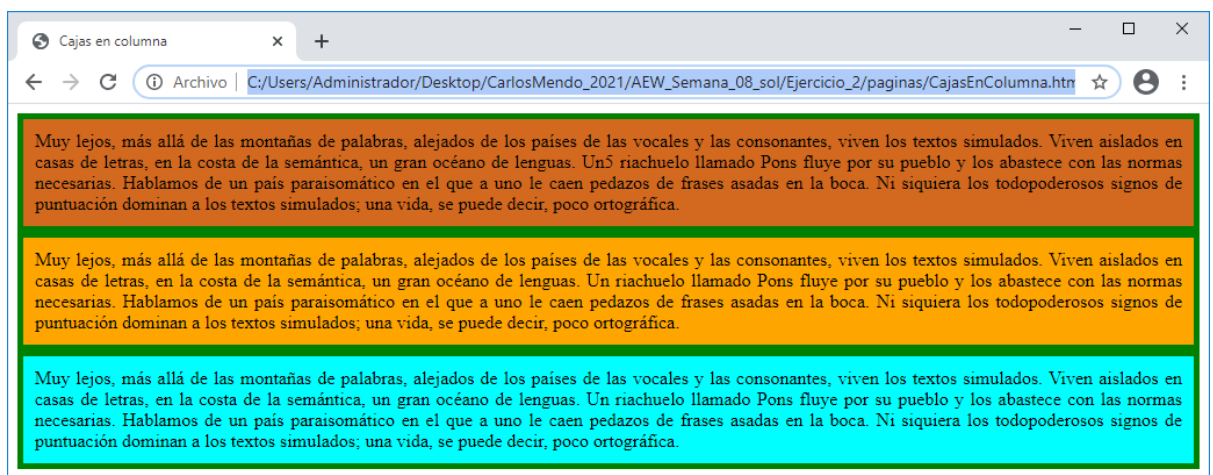 Cajas en columna
Archivo
C:/Users/Administrador/Desktop/CarlosMendo_2021/AEW_Semana_08_sol/Ejercicio_2/paginas/CajasEnColumna.htm
Muy lejos, más allá de las montañas de palabras, alejados de los países de las vocales y las consonantes, viven los textos simulados. Viven aislados en
casas de letras, en la costa de la semántica, un gran océano de lenguas. Un5 riachuelo llamado Pons fluye por su pueblo y los abastece con las normas
necesarias. Hablamos de un país paraisomático en el que a uno le caen pedazos de frases asadas en la boca. Ni siquiera los todopoderosos signos de
puntuación dominan a los textos simulados; una vida, se puede decir, poco ortográfica.
Muy lejos, más allá de las montañas de palabras, alejados de los países de las vocales y las consonantes, viven los textos simulados. Viven aislados en
casas de letras, en la costa de la semántica, un gran océano de lenguas. Un riachuelo llamado Pons fluye por su pueblo y los abastece con las normas
necesarias. Hablamos de un país paraisomático en el que a uno le caen pedazos de frases asadas en la boca. Ni siquiera los todopoderosos signos de
puntuación dominan a los textos simulados; una vida, se puede decir, poco ortográfica.
Muy lejos, más allá de las montañas de palabras, alejados de los países de las vocales y las consonantes, viven los textos simulados. Viven aislados en
casas de letras, en la costa de la semántica, un gran océano de lenguas. Un riachuelo llamado Pons fluye por su pueblo y los abastece con las normas
necesarias. Hablamos de un país paraisomático en el que a uno le caen pedazos de frases asadas en la boca. Ni siquiera los todopoderosos signos de
puntuación dominan a los textos simulados; una vida, se puede decir, poco ortográfica.